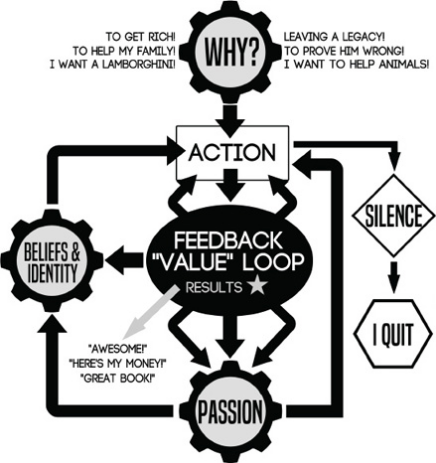 TO GET RICH!
TO HELP MY FAMILY!
I WANT A LAMBORGHINI!
WHY?
LEAVING A LEGACY!
TO PROVE HIM WRONG!
I WANT TO HELP ANIMALS!
ACTION
SILENCE
BELIEFS &
IDENTITY
FEEDBACK
"VALUE" LOOP
RESULTS
I QUIT
"AWESOME!"
"HERE'S MY MONEY!"
"GREAT BOOK!"
PASSION